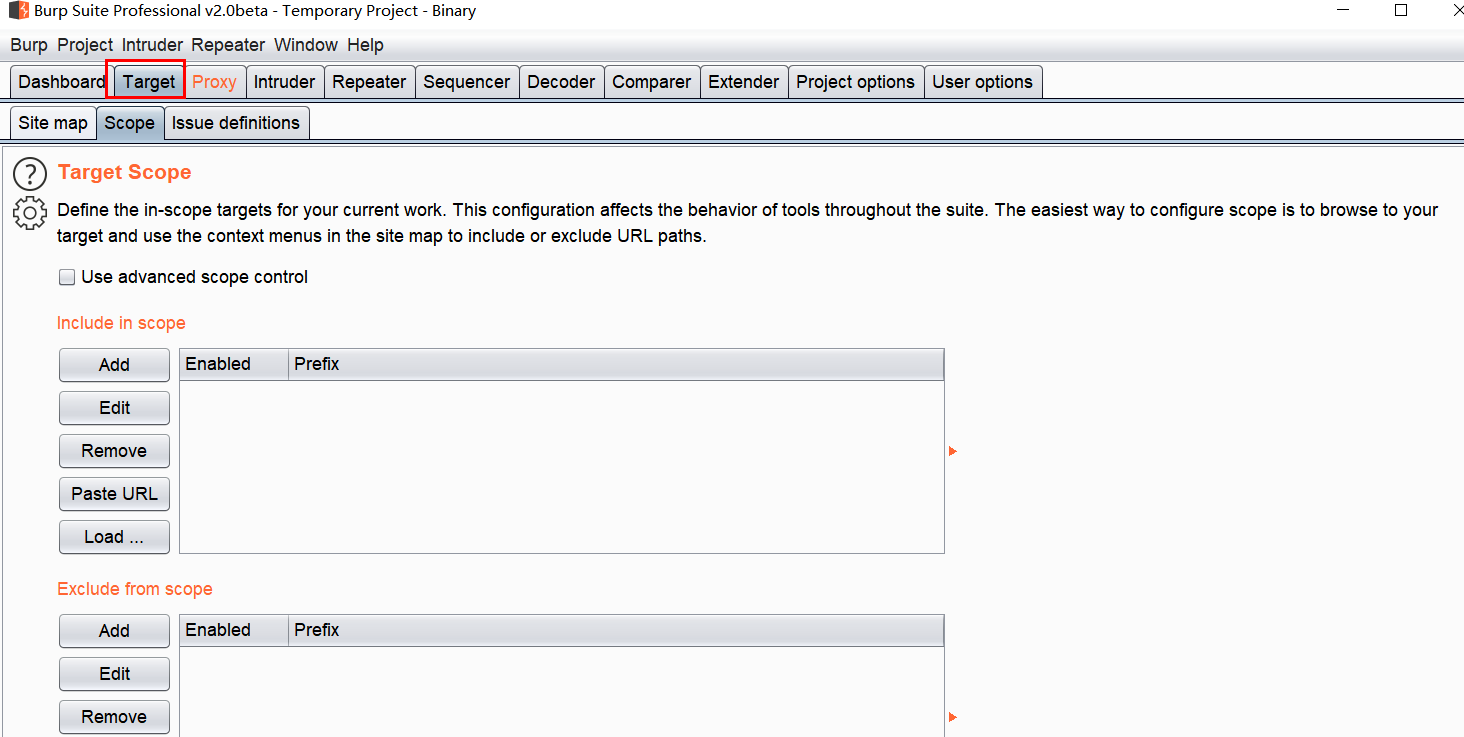 Burp Suite Professional v2.0beta - Temporary Project - Binary
Burp Project Intruder Repeater Window Help
Dashboard Target Proxy Intruder Repeater Sequencer Decoder Comparer Extender Project options User options
Site map Scope Issue definitions
? Target Scope
Define the in-scope targets for your current work. This configuration affects the behavior of tools throughout the suite. The easiest way to configure scope is to browse to your
target and use the context menus in the site map to include or exclude URL paths.
Use advanced scope control
Include in scope
Add Enabled Prefix
Edit
Remove
Paste URL
Load ...
Exclude from scope
Add Enabled Prefix
Edit
Remove